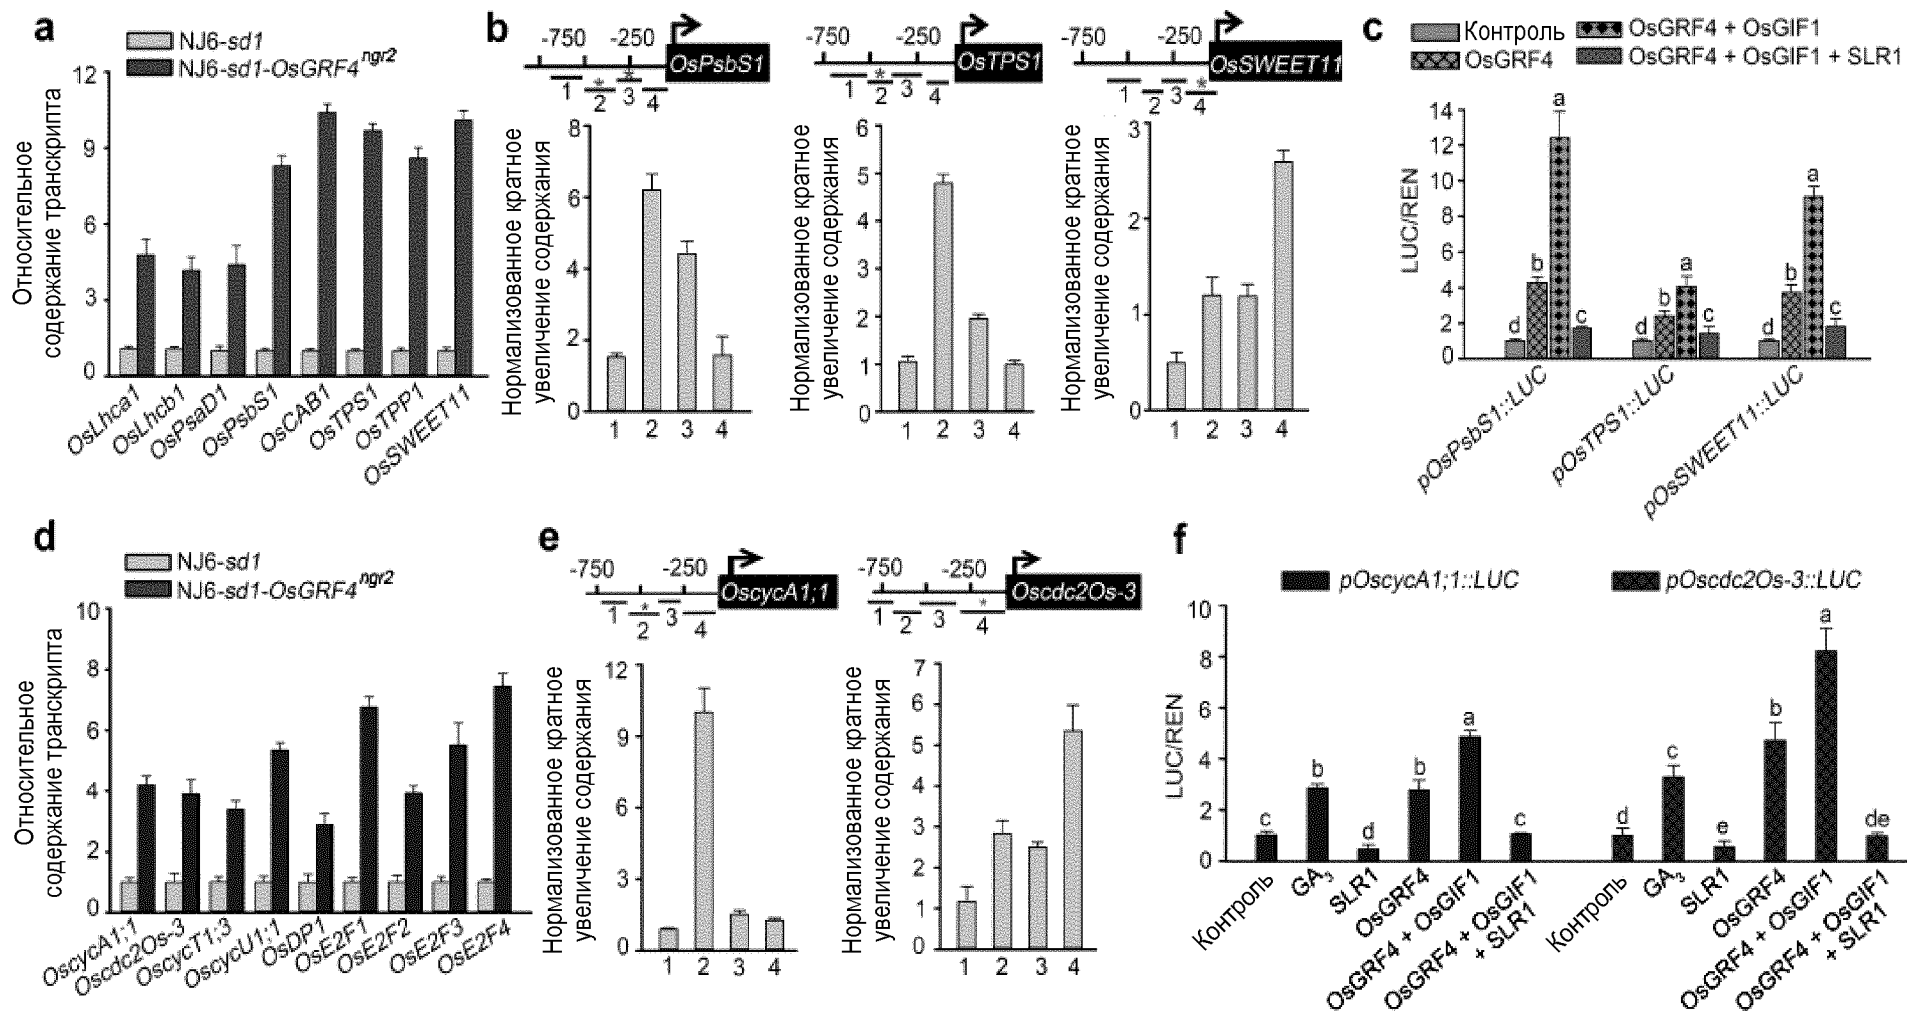 a
NJ6-sd1
NJ6-sd1-OsGRF4ngr2
Относительное
содержание транскрипта
12
9
6
3
0
OsLhca1
OsLhcb1
OsPsaD1
OsPsbS1
OsCAB1
OsTPS1
OsTPP1
OsSWEET11
b
-750
-250
OsPsbS1
*
*
1
2
3
4
Нормализованное кратное
увеличение содержания
8
6
4
2
0
1 2 3 4
-750
-250
OsTPS1
*
1
2
3
4
Нормализованное кратное
увеличение содержания
6
5
4
3
2
1
0
1 2 3 4
-750
-250
OsSWEET11
*
1
2
3
4
Нормализованное кратное
увеличение содержания
3
2
1
0
1 2 3 4
c
Контроль
OsGRF4
OsGRF4 + OsGIF1
OsGRF4 + OsGIF1 + SLR1
LUC/REN
14
12
10
8
6
4
2
0
d b a c
d b a c
d b a c
pOsPsbS1::LUC
pOsTPS1::LUC
pOsSWEET11::LUC
d
NJ6-sd1
NJ6-sd1-OsGRF4ngr2
Относительное
содержание транскрипта
10
8
6
4
2
0
OscycA1;1
Oscdc2Os-3
OscycT1;3
OscycU1;1
OsDP1
OsE2F1
OsE2F2
OsE2F3
OsE2F4
e
-750
-250
OscycA1;1
*
1
2
3
4
Нормализованное кратное
увеличение содержания
12
9
6
3
0
1 2 3 4
-750
-250
Oscdc2Os-3
*
1
2
3
4
Нормализованное кратное
увеличение содержания
7
6
5
4
3
2
1
0
1 2 3 4
f
pOscycA1;1::LUC
pOscdc2Os-3::LUC
LUC/REN
10
8
6
4
2
0
c b d b a c
d c e b a de
Контроль
GA3
SLR1
OsGRF4
OsGRF4 + OsGIF1
OsGRF4 + OsGIF1
+ SLR1
Контроль
GA3
SLR1
OsGRF4
OsGRF4 + OsGIF1
OsGRF4 + OsGIF1
+ SLR1